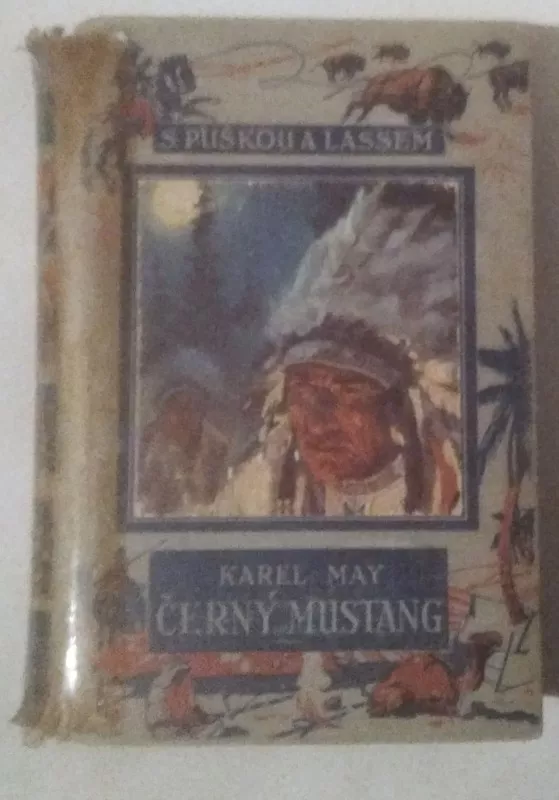 S PUŠKOU A LASSEM
KAREL MAY
ČERNÝ MUSTANG